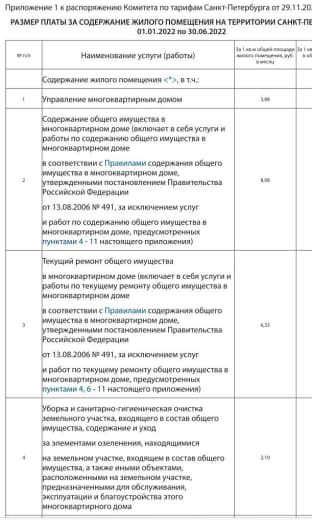 Приложение 1 к распоряжению Комитета по тарифам Санкт-Петербурга от 29.11.20
РАЗМЕР ПЛАТЫ ЗА СОДЕРЖАНИЕ ЖИЛОГО ПОМЕЩЕНИЯ НА ТЕРРИТОРИИ САНКТ-ПЕ
01.01.2022 по 30.06.2022
№ п/п
Наименование услуги (работы)
За 1 кв.м общей площади
жилого помещения, руб.
в месяц
За 1 к
в об
Содержание жилого помещения <*>, в т.ч.:
1
Управление многоквартирным домом
Содержание общего имущества в
многоквартирном доме (включает в себя услуги и
работы по содержанию общего имущества в
многоквартирном доме
в соответствии с Правилами содержания общего
имущества в многоквартирном доме,
утвержденными постановлением Правительства
Российской Федерации
от 13.08.2006 № 491, за исключением услуг
и работ по содержанию общего имущества в
многоквартирном доме, предусмотренных
пунктами 4 - 11 настоящего приложения)
2
Текущий ремонт общего имущества
в многоквартирном доме (включает в себя услуги и
работы по текущему ремонту общего имущества в
многоквартирном доме
в соответствии с Правилами содержания общего
имущества в многоквартирном доме,
утвержденными постановлением Правительства
Российской Федерации
от 13.08.2006 № 491, за исключением услуг
и работ по текущему ремонту общего имущества в
многоквартирном доме, предусмотренных
пунктами 4, 6 - 11 настоящего приложения)
3
6,33
Уборка и санитарно-гигиеническая очистка
земельного участка, входящего в состав общего
имущества, содержание и уход
за элементами озеленения, находящимися
на земельном участке, входящем в состав общего
имущества, а также иными объектами,
расположенными на земельном участке,
предназначенными для обслуживания,
эксплуатации и благоустройства этого
многоквартирного дома
4
2,10